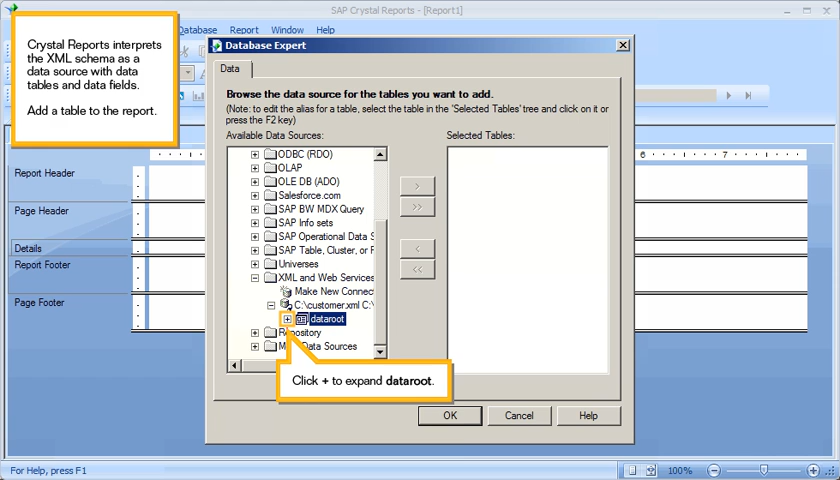 SAP Crystal Reports - [Report1]
Database Report Window Help
Crystal Reports interprets
the XML schema as a
data source with data
tables and data fields.
Add a table to the report.
Database Expert
Data
Browse the data source for the tables you want to add.
(Note: to edit the alias for a table, select the table in the 'Selected Tables' tree and click on it or
press the F2 key)
Available Data Sources:
Selected Tables:
ODBC (RDO)
OLAP
OLE DB (ADO)
Salesforce.com
SAP BW MDX Query
SAP Info sets
SAP Operational Data S
SAP Table, Cluster, or F
Universes
XML and Web Services
Make New Connec
C:\customer.xml C:\
dataroot
Repository
Data Sources
>
>>
<
<<
Click + to expand dataroot.
OK Cancel Help
6 7
Report Header
Page Header
Details
Report Footer
Page Footer
For Help, press F1
100%